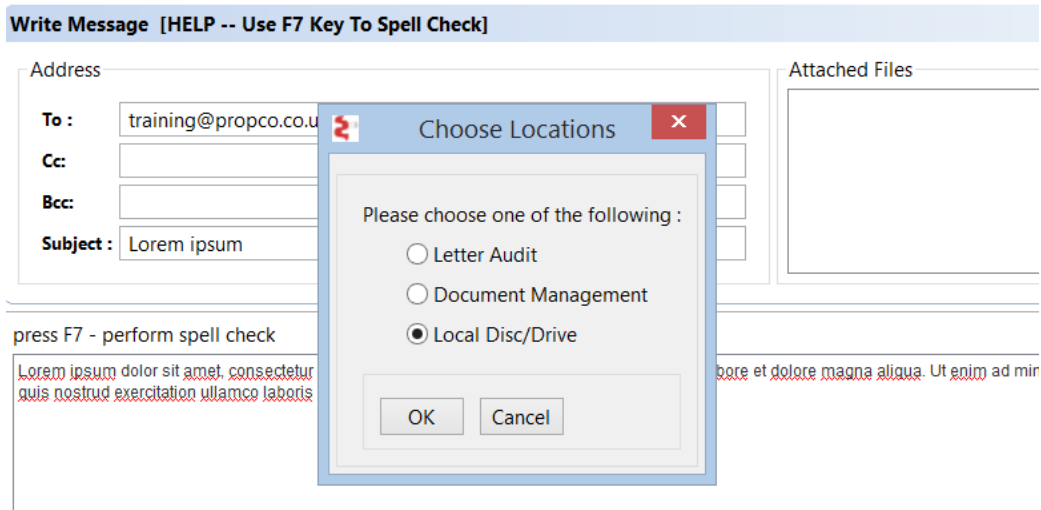 Write Message [HELP -- Use F7 Key To Spell Check]
Address
Attached Files
To :
training@propco.co.u
Cc:
Bcc:
Subject :
Lorem ipsum
Choose Locations
Please choose one of the following :
Letter Audit
Document Management
Local Disc/Drive
OK
Cancel
press F7 - perform spell check
Lorem ipsum dolor sit amet, consectetur bore et dolore magna aliqua. Ut enim ad min
quis nostrud exercitation ullamco laboris